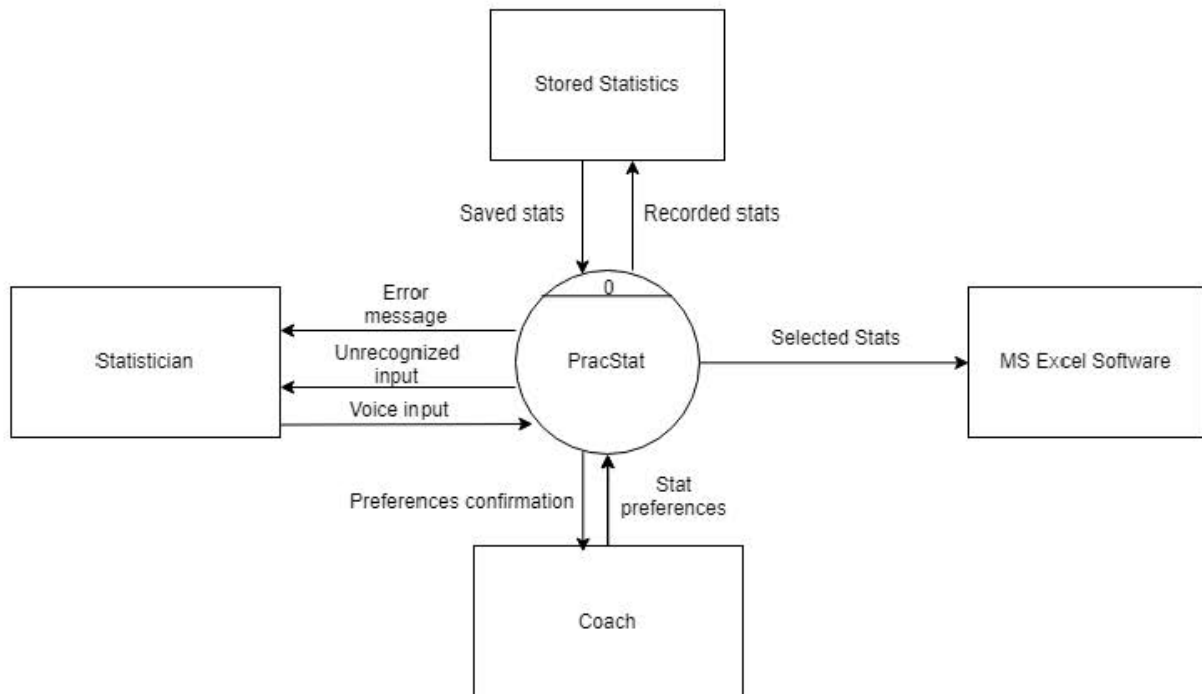 Stored Statistics
Saved stats
Recorded stats
0
PracStat
Error
message
Unrecognized
input
Voice input
Statistician
Selected Stats
MS Excel Software
Preferences confirmation
Stat
preferences
Coach